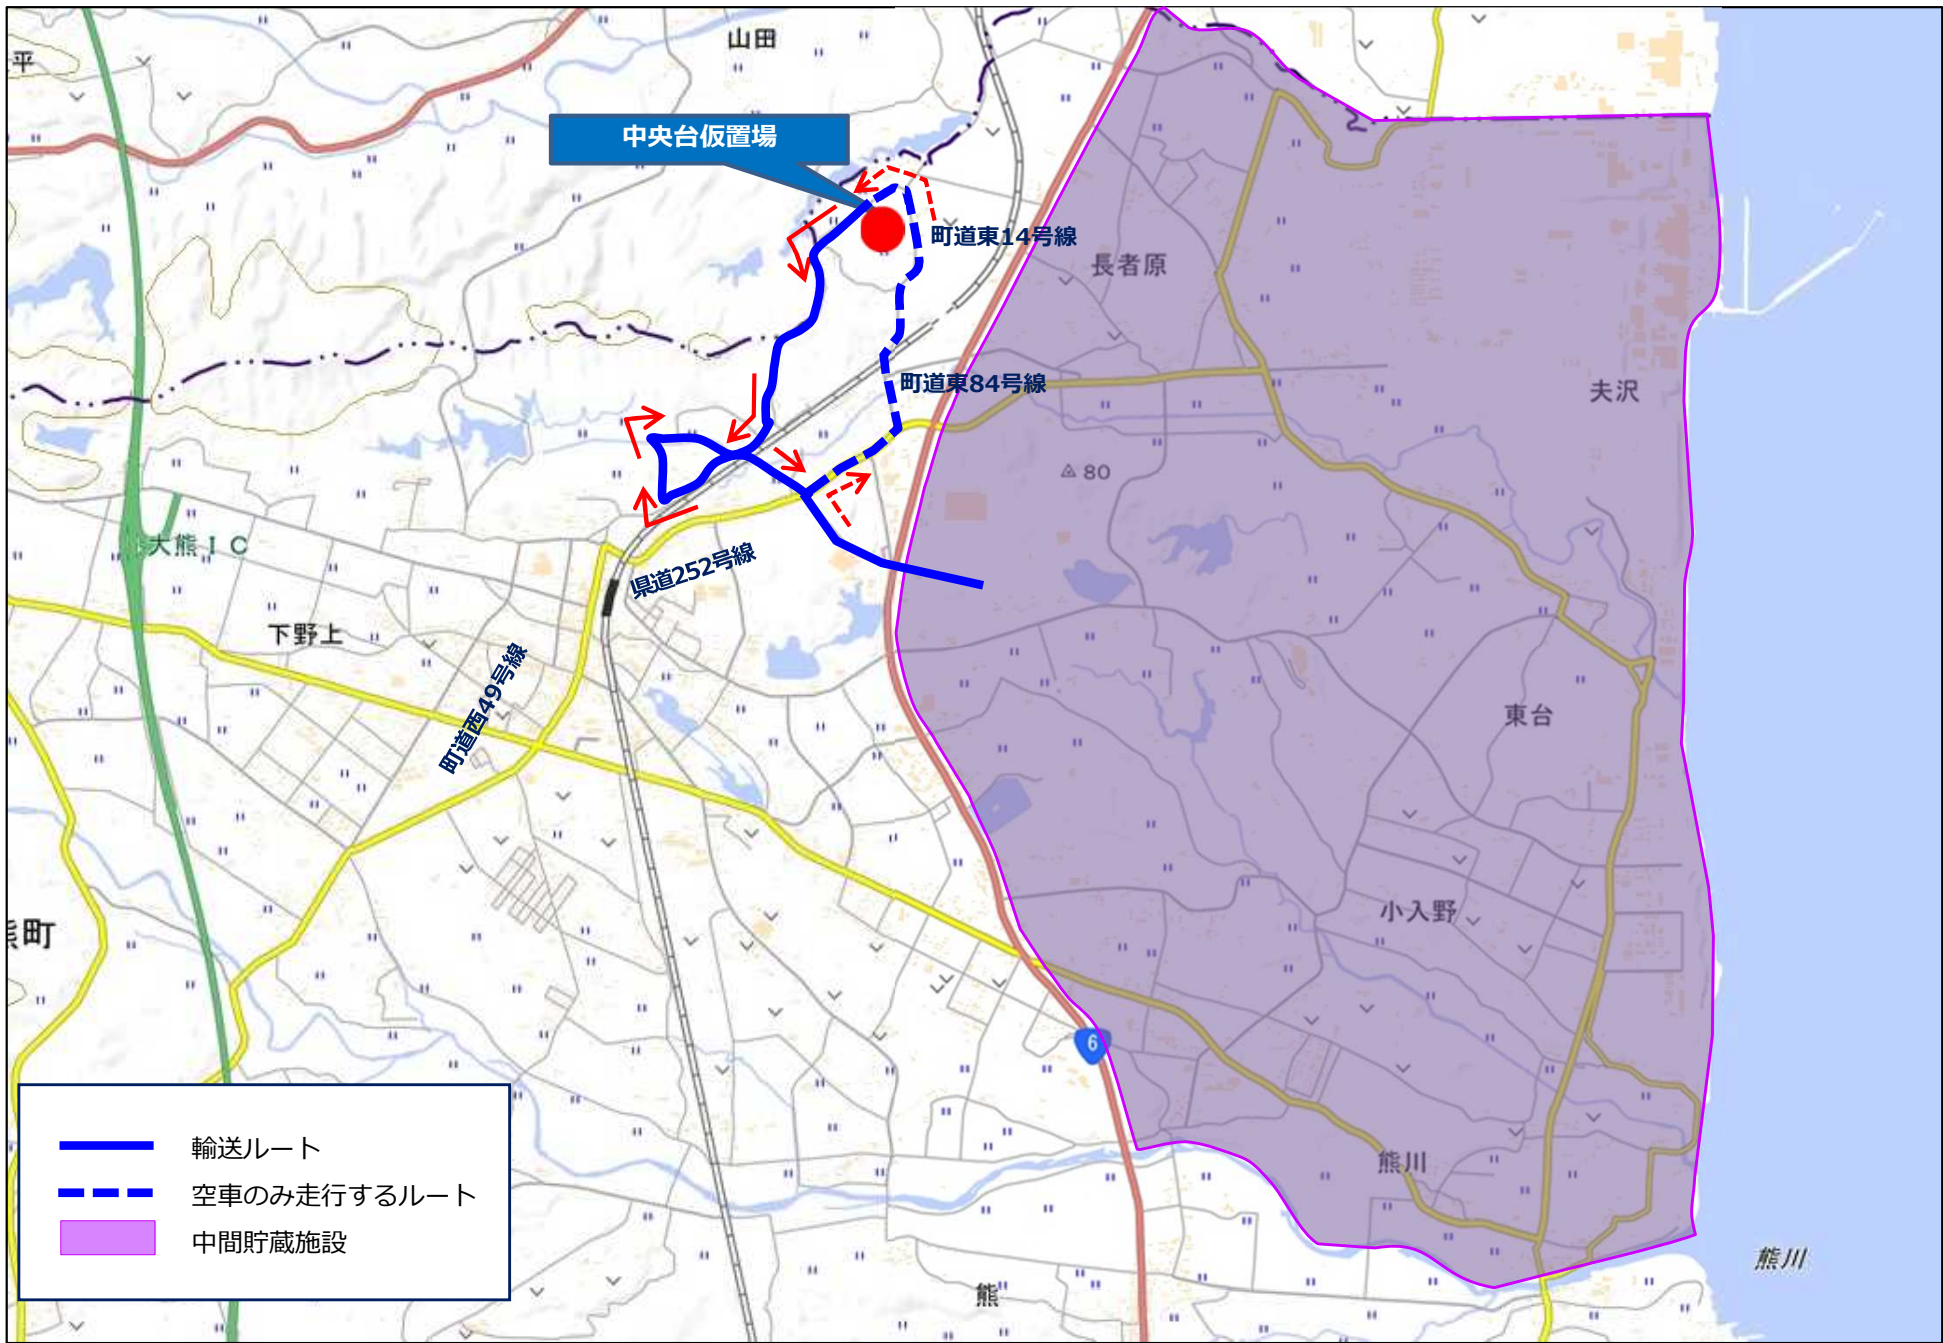 山田
平
中央台仮置場
町道東14号線
長者原
町道東84号線
夫沢
80
大熊IC
県道252号線
下野上
町道西49号線
東台
小入野
熊町
6
熊川
輸送ルート
空車のみ走行するルート
中間貯蔵施設
熊川
熊